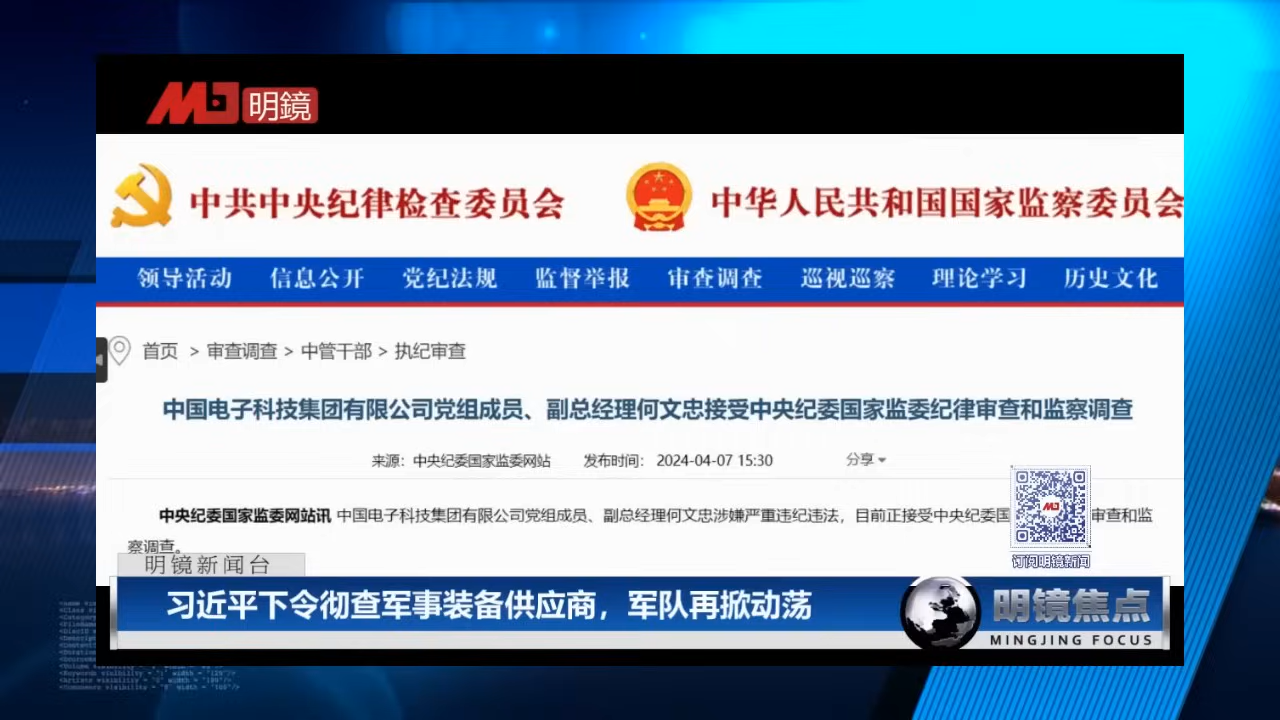 明鏡
中共中央纪律检查委员会
中华人民共和国国家监察委员会
领导活动 信息公开 党纪法规 监督举报 审查调查 巡视巡察 理论学习 历史文化
首页 > 审查调查 > 中管干部 > 执纪审查
中国电子科技集团有限公司党组成员、副总经理何文忠接受中央纪委国家监委纪律审查和监察调查
来源：中央纪委国家监委网站 发布时间：2024-04-07 15:30 分享
中央纪委国家监委网站讯 中国电子科技集团有限公司党组成员、副总经理何文忠涉嫌严重违纪违法，目前正接受中央纪委国 审查和监
察调查。
订阅明鏡新闻
明镜新闻台
习近平下令彻查军事装备供应商，军队再掀动荡
明镜焦点
MINGJING FOCUS